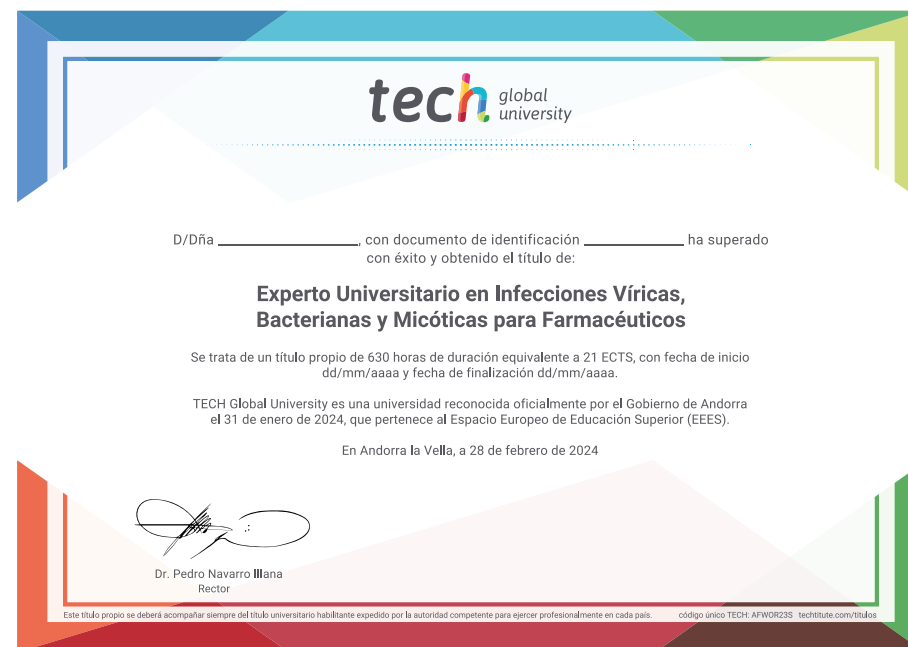 tech global university
D/Dña ______________, con documento de identificación __________ ha superado
con éxito y obtenido el título de:
Experto Universitario en Infecciones Víricas,
Bacterianas y Micóticas para Farmacéuticos
Se trata de un título propio de 630 horas de duración equivalente a 21 ECTS, con fecha de inicio
dd/mm/aaaa y fecha de finalización dd/mm/aaaa.
TECH Global University es una universidad reconocida oficialmente por el Gobierno de Andorra
el 31 de enero de 2024, que pertenece al Espacio Europeo de Educación Superior (EEES).
En Andorra la Vella, a 28 de febrero de 2024
Dr. Pedro Navarro Illana
Rector
Este título propio se deberá acompañar siempre del título universitario habilitante expedido por la autoridad competente para ejercer profesionalmente en cada país. código único TECH: AFWOR23S techtitute.com/titulos